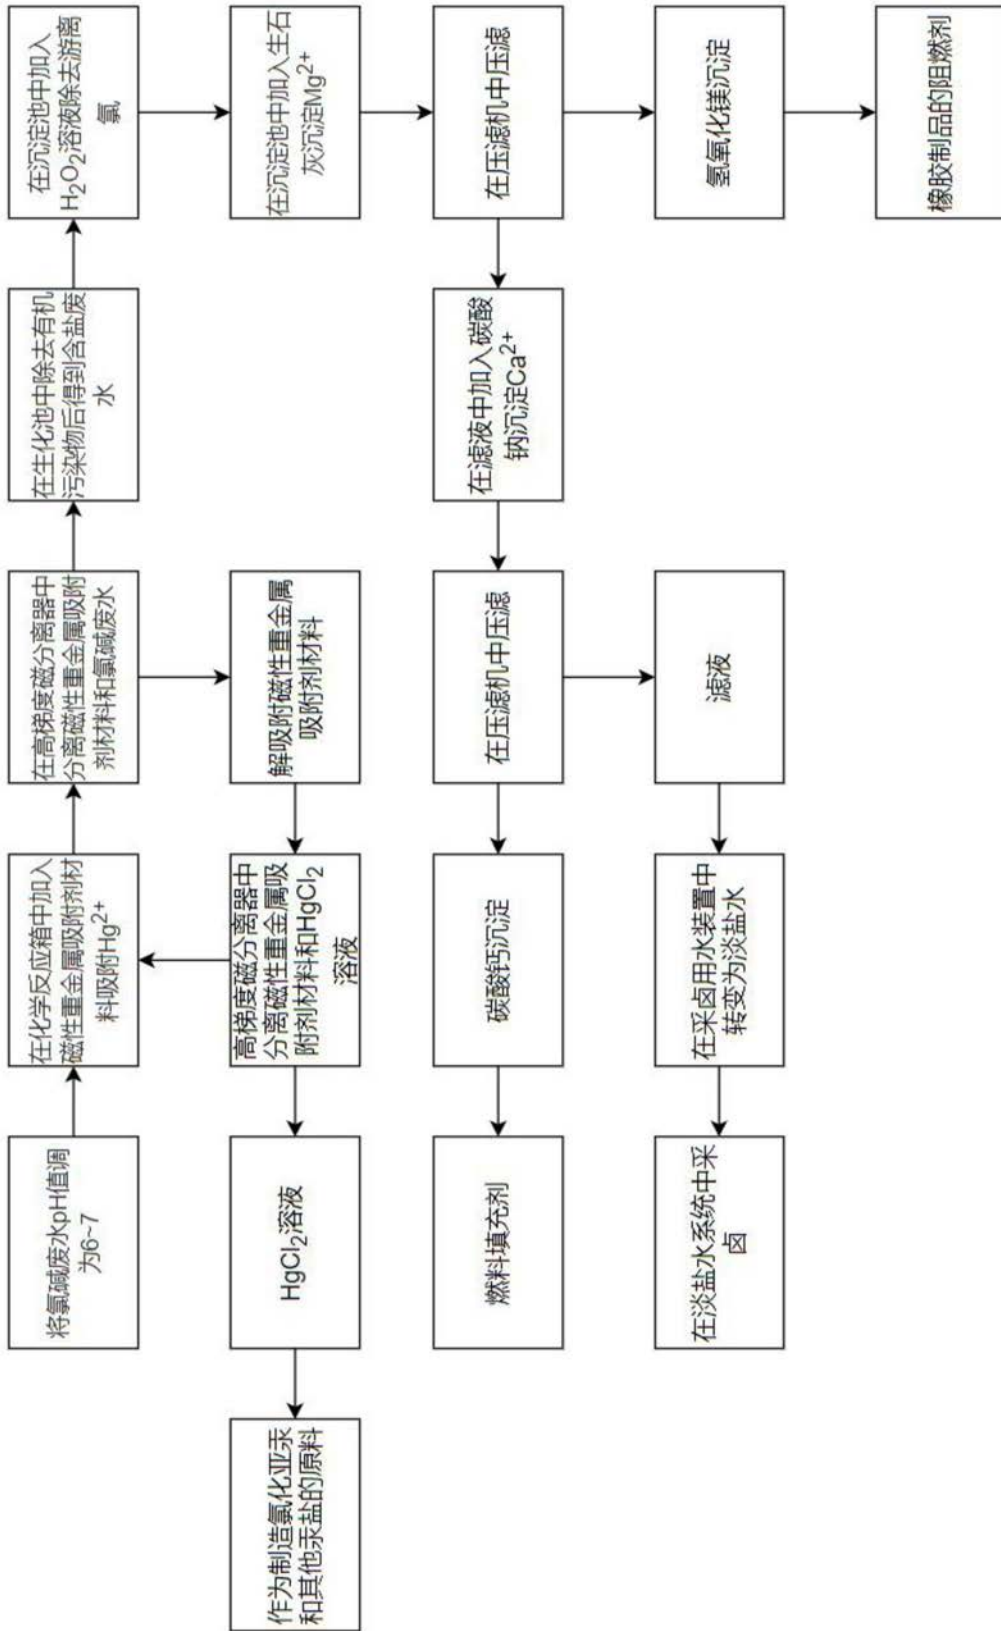 将氯碱废水pH值调
为6~7
在化学反应箱中加入
磁性重金属吸附剂材
料吸附Hg²⁺
在高梯度磁分离器中
分离磁性重金属吸附
剂材料和氯碱废水
在生化池中除去有机
污染物后得到含盐废
水
在沉淀池中加入
H₂O₂溶液除去游离
氯
作为制造氯化亚汞
和其他汞盐的原料
HgCl₂溶液
高梯度磁分离器中
分离磁性重金属吸
附剂材料和HgCl₂
溶液
解吸附磁性重金属
吸附剂材料
在沉淀池中加入生石
灰沉淀Mg²⁺
燃料填充剂
碳酸钙沉淀
在压滤机中压滤
在滤液中加入碳酸
钠沉淀Ca²⁺
在压滤机中压滤
在淡盐水系统中采
卤
在采卤用水装置中
转变为淡盐水
滤液
氢氧化镁沉淀
橡胶制品的阻燃剂